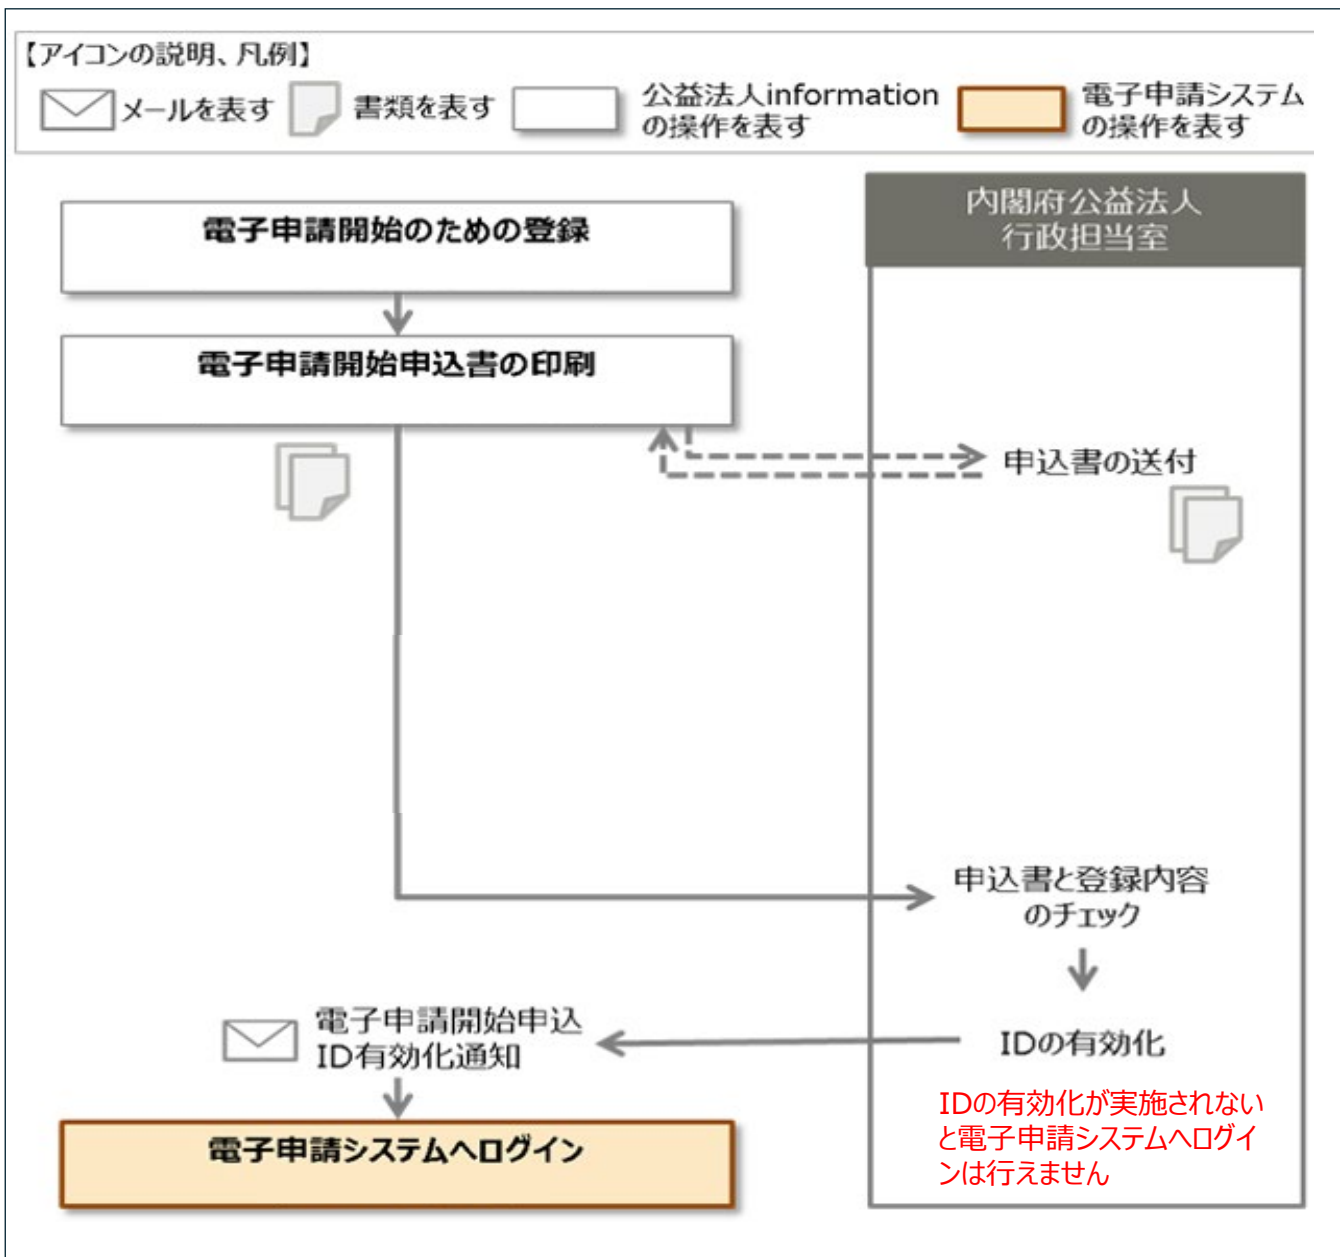 【アイコンの説明、凡例】
メールを表す
書類を表す
公益法人information
の操作を表す
電子申請システム
の操作を表す
内閣府公益法人
行政担当室
電子申請開始のための登録
電子申請開始申込書の印刷
申込書の送付
申込書と登録内容
のチェック
電子申請開始申込
ID有効化通知
IDの有効化
IDの有効化が実施されない
と電子申請システムへログイ
ンは行えません
電子申請システムへログイン